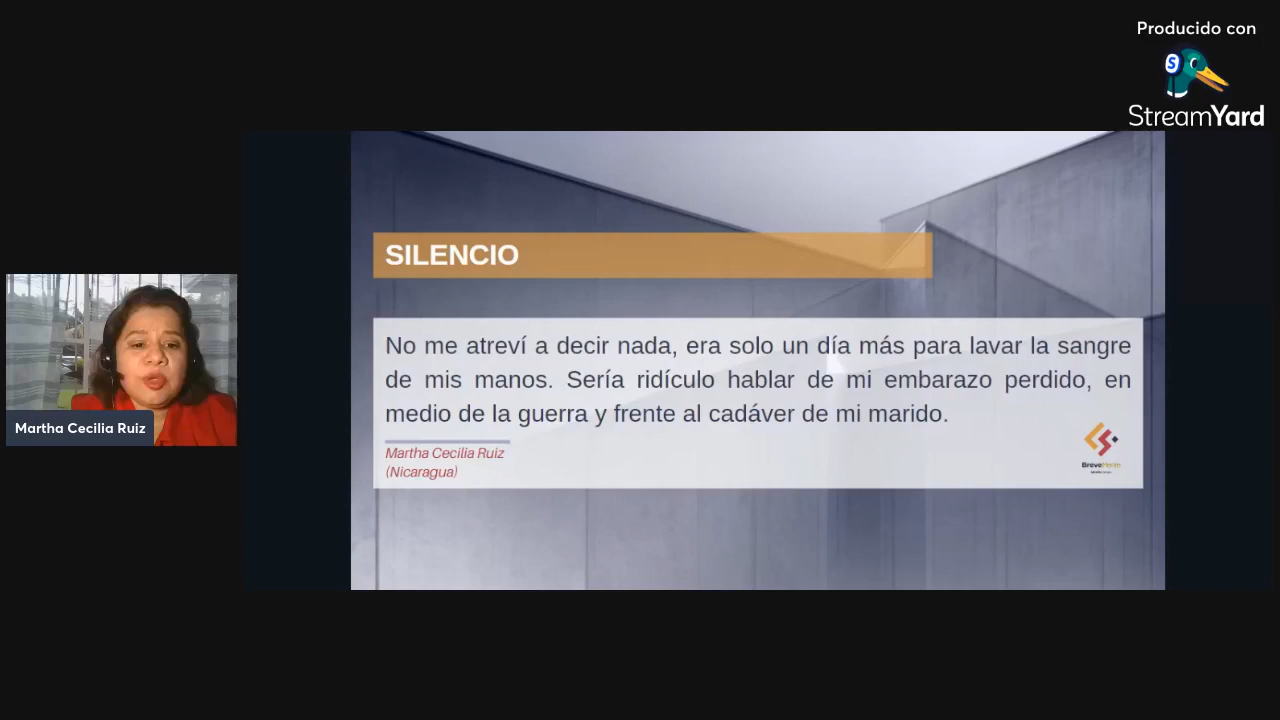 Producido con
StreamYard
SILENCIO
No me atreví a decir nada, era solo un día más para lavar la sangre
de mis manos. Sería ridículo hablar de mi embarazo perdido, en
medio de la guerra y frente al cadáver de mi marido.
Martha Cecilia Ruiz
(Nicaragua)
BreveMente
Martha Cecilia Ruiz